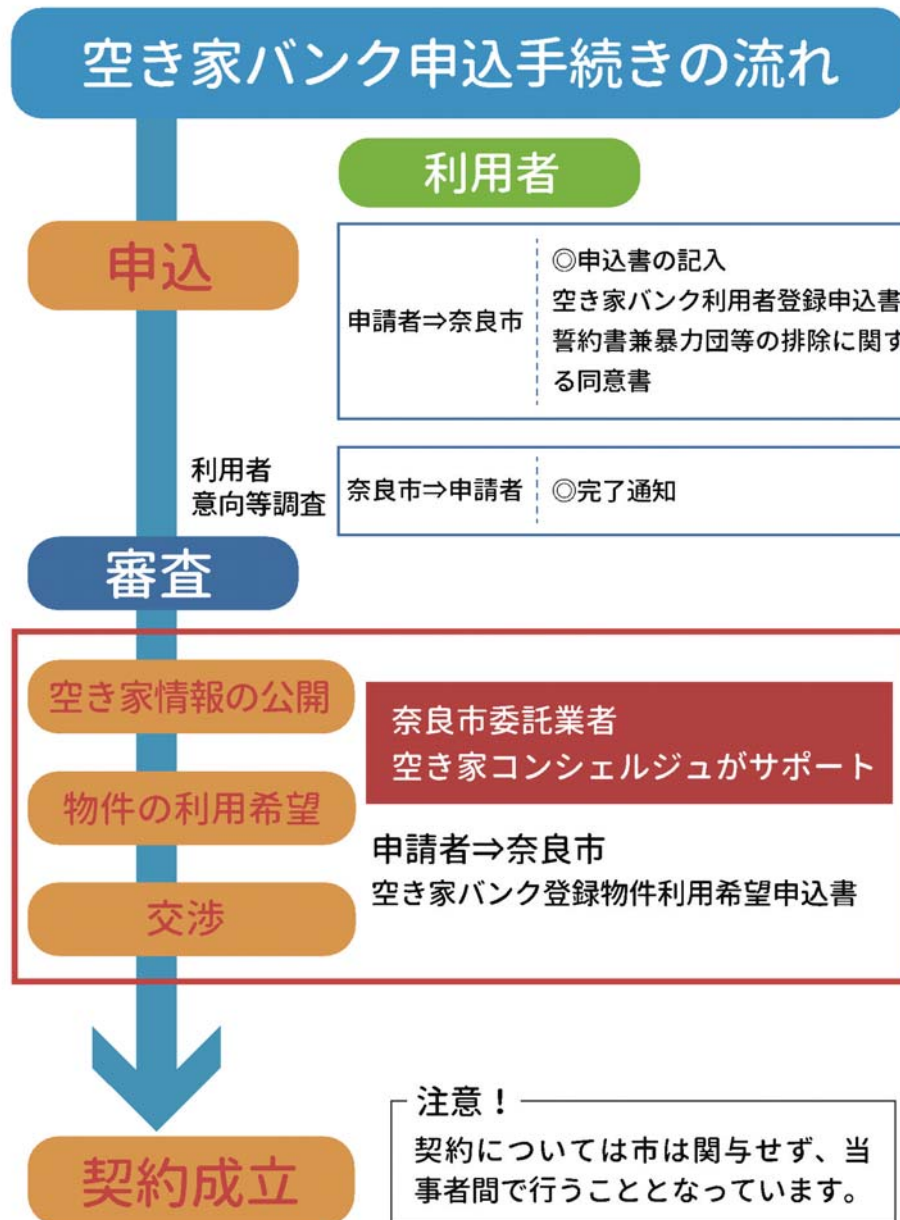 空き家バンク申込手続きの流れ
利用者
申込
申請者⇒奈良市
◎申込書の記入
空き家バンク利用者登録申込書
誓約書兼暴力団等の排除に関す
る同意書
利用者
意向等調査
奈良市⇒申請者
◎完了通知
審査
空き家情報の公開
奈良市委託業者
空き家コンシェルジュがサポート
物件の利用希望
申請者⇒奈良市
空き家バンク登録物件利用希望申込書
交渉
注意！
契約については市は関与せず、当
事者間で行うこととなっています。
契約成立